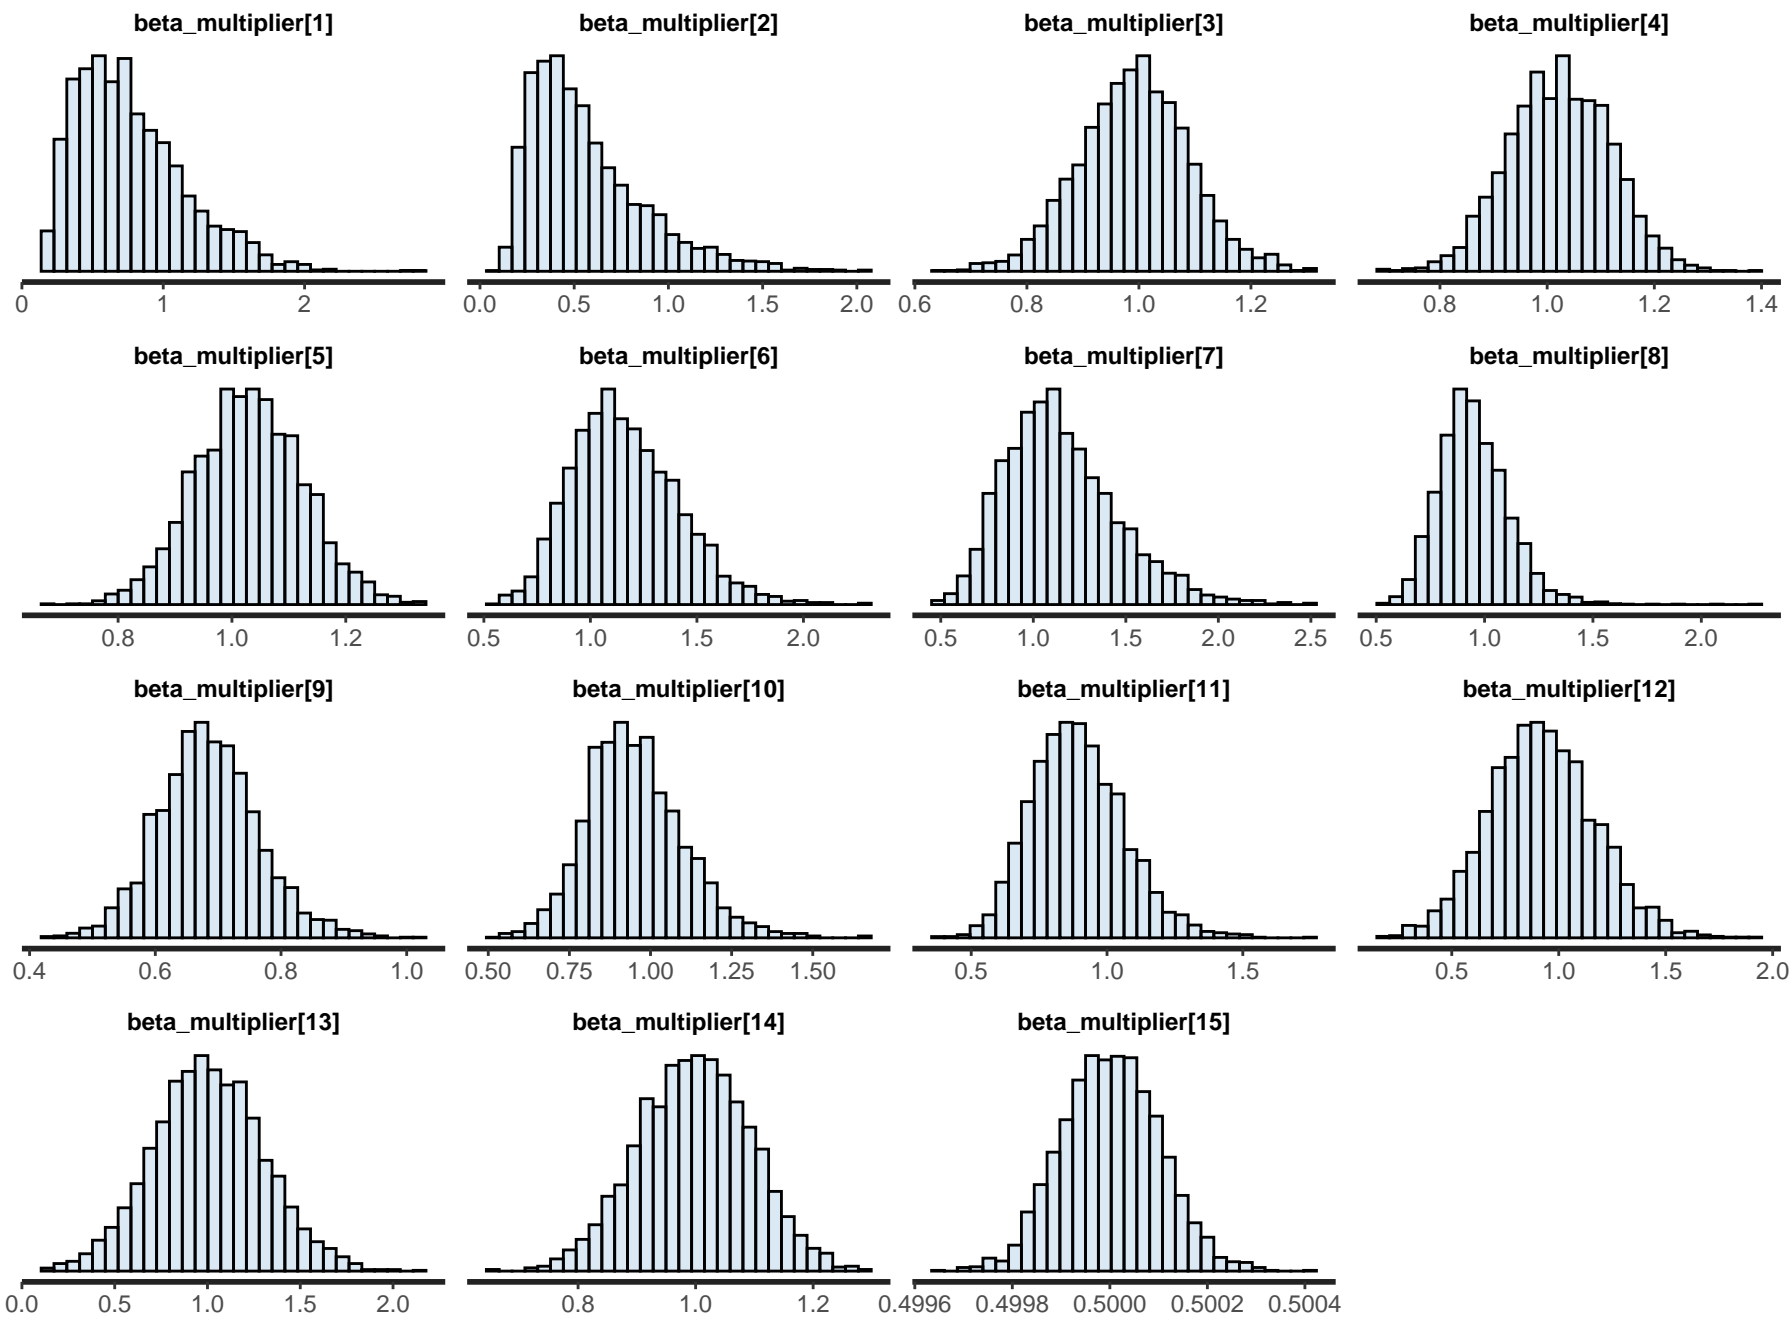 beta_multiplier[1] beta_multiplier[2] beta_multiplier[3] beta_multiplier[4]
0 1 2 0.0 0.5 1.0 1.5 2.0 0.6 0.8 1.0 1.2 0.8 1.0 1.2 1.4
beta_multiplier[5] beta_multiplier[6] beta_multiplier[7] beta_multiplier[8]
0.8 1.0 1.2 0.5 1.0 1.5 2.0 0.5 1.0 1.5 2.0 2.5 0.5 1.0 1.5 2.0
beta_multiplier[9] beta_multiplier[10] beta_multiplier[11] beta_multiplier[12]
0.4 0.6 0.8 1.0 0.50 0.75 1.00 1.25 1.50 0.5 1.0 1.5 0.5 1.0 1.5 2.0
beta_multiplier[13] beta_multiplier[14] beta_multiplier[15]
0.0 0.5 1.0 1.5 2.0 0.8 1.0 1.2 0.4996 0.4998 0.5000 0.5002 0.5004